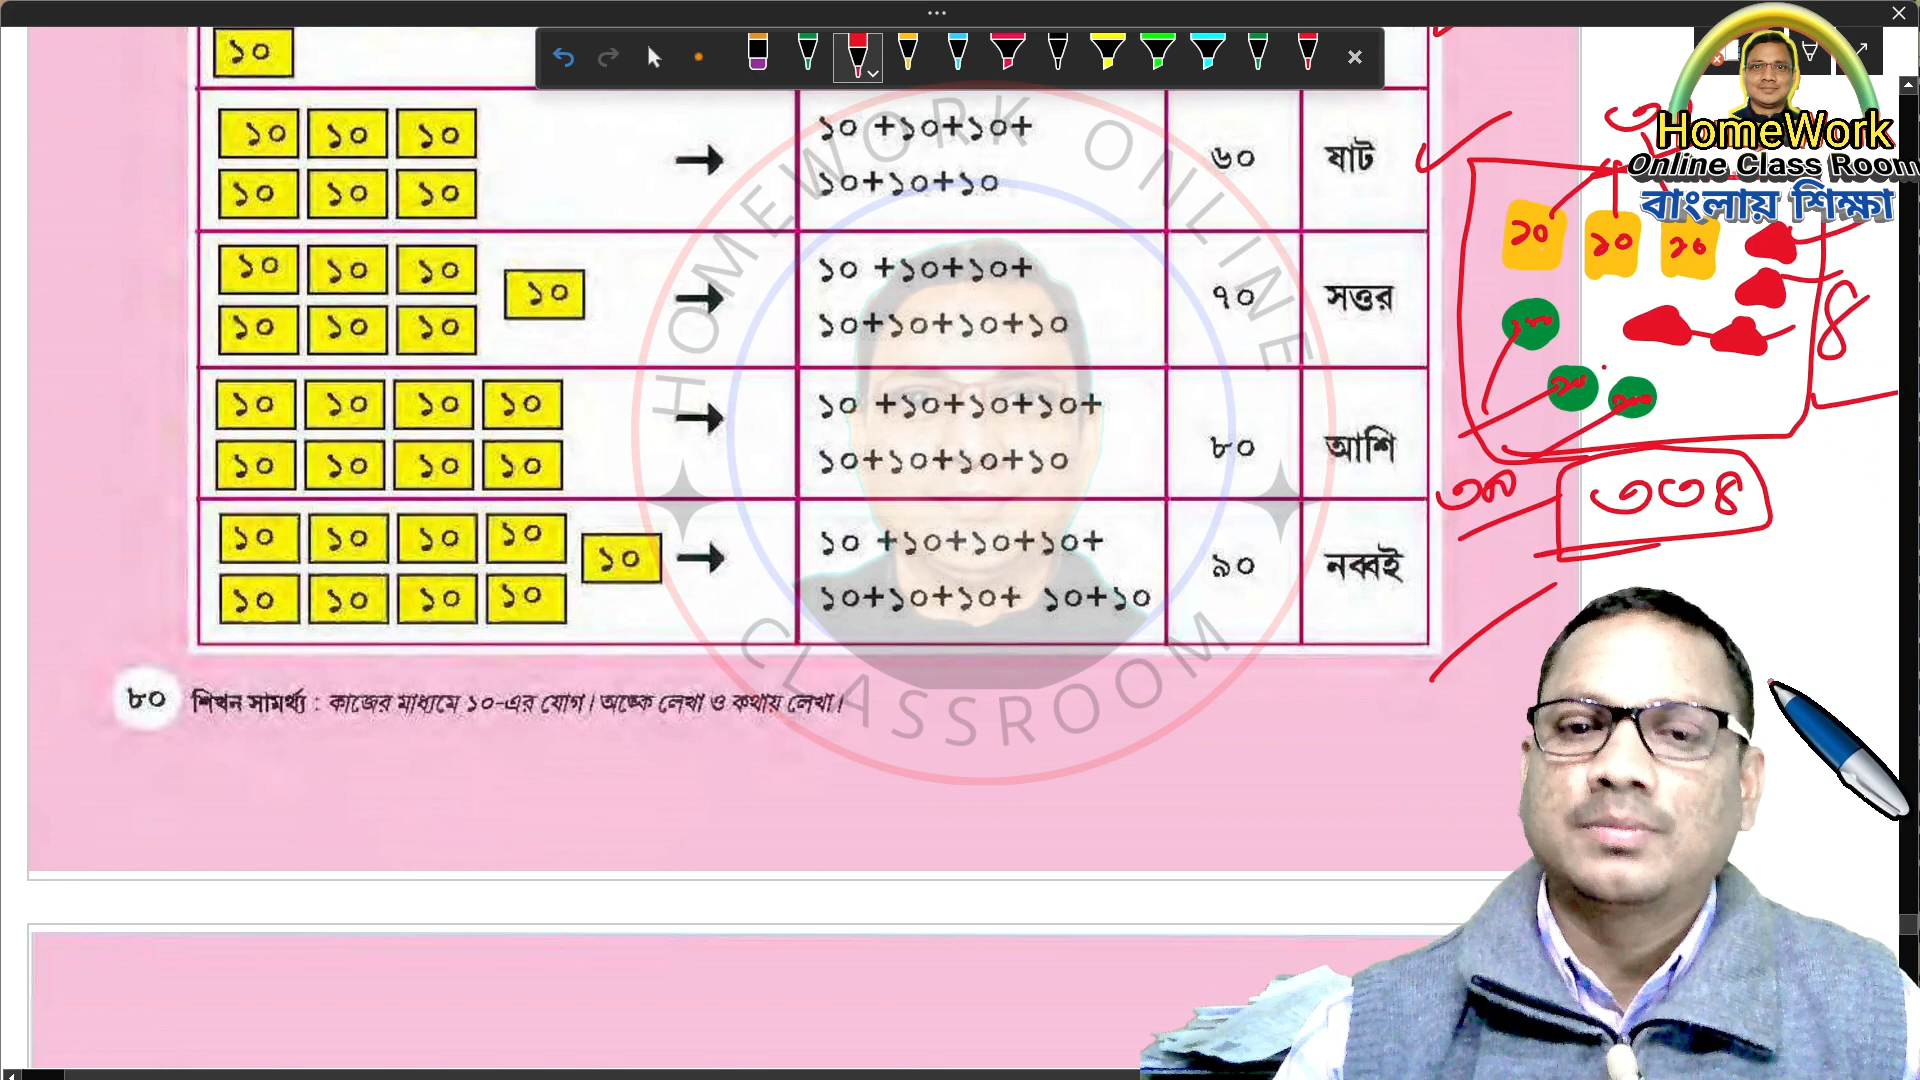 ১০
১০ ১০ ১০
১০ ১০ ১০
→
১০ +১০+১০+
১০+১০+১০
৬০
ষাট
১০ ১০ ১০
১০ ১০ ১০
১০
→
১০ +১০+১০+
১০+১০+১০+১০
৭০
সত্তর
১০ ১০ ১০ ১০
১০ ১০ ১০ ১০
→
১০ +১০+১০+১০+
১০+১০+১০+১০
৮০
আশি
১০ ১০ ১০ ১০
১০ ১০ ১০ ১০
১০
→
১০ +১০+১০+১০+
১০+১০+১০+ ১০+১০
৯০
নব্বই
৮০ শিখন সামর্থ্য : কাজের মাধ্যমে ১০-এর যোগ। অঙ্কে লেখা ও কথায় লেখা।
HOMEWORK ONLINE
CLASSROOM
HomeWork
Online Class Room
বাংলায় শিক্ষা
১০ ১০ ১০
৪
৩৩৪